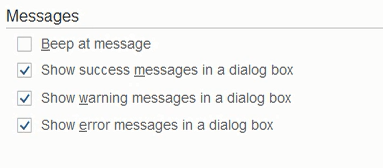 Messages
Beep at message
Show success messages in a dialog box
Show warning messages in a dialog box
Show error messages in a dialog box